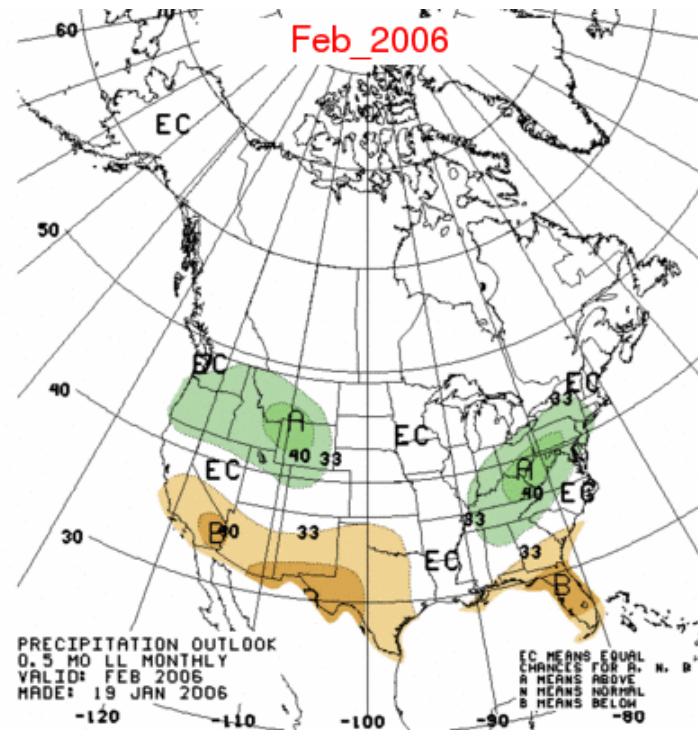 Feb_2006
60
70
EC
50
40
EC
EC
33
A
EC
40
33
EC
A
40
EG
33
30
B
40
33
EC
33
B
PRECIPITATION OUTLOOK
0.5 MO LL MONTHLY
VALID: FEB 2006
MADE: 19 JAN 2006
EC MEANS EQUAL
CHANCES FOR A, N, B
A MEANS ABOVE
N MEANS NORMAL
B MEANS BELOW
-120
-110
-100
-90
-80